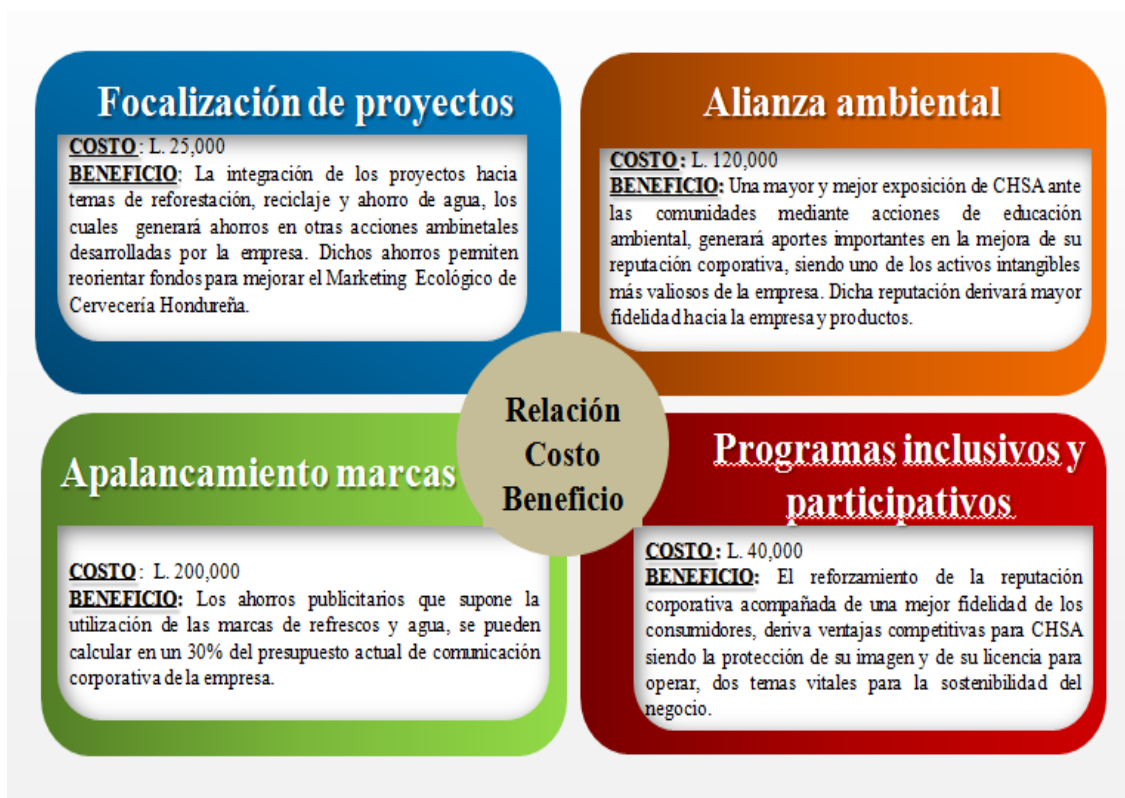 Focalización de proyectos
COSTO: L. 25,000
BENEFICIO: La integración de los proyectos hacia
temas de reforestación, reciclaje y ahorro de agua, los
cuales generará ahorros en otras acciones ambinetales
desarrolladas por la empresa. Dichos ahorros permiten
reorientar fondos para mejorar el Marketing Ecológico de
Cervecería Hondureña.
Alianza ambiental
COSTO: L. 120,000
BENEFICIO: Una mayor y mejor exposición de CHSA ante
las comunidades mediante acciones de educación
ambiental, generará aportes importantes en la mejora de su
reputación corporativa, siendo uno de los activos intangibles
más valiosos de la empresa. Dicha reputación derivará mayor
fidelidad hacia la empresa y productos.
Relación
Costo
Beneficio
Apalancamiento marcas
COSTO: L. 200,000
BENEFICIO: Los ahorros publicitarios que supone la
utilización de las marcas de refrescos y agua, se pueden
calcular en un 30% del presupuesto actual de comunicación
corporativa de la empresa.
Programas inclusivos y
participativos
COSTO: L. 40,000
BENEFICIO: El reforzamiento de la reputación
corporativa acompañada de una mejor fidelidad de los
consumidores, deriva ventajas competitivas para CHSA
siendo la protección de su imagen y de su licencia para
operar, dos temas vitales para la sostenibilidad del
negocio.